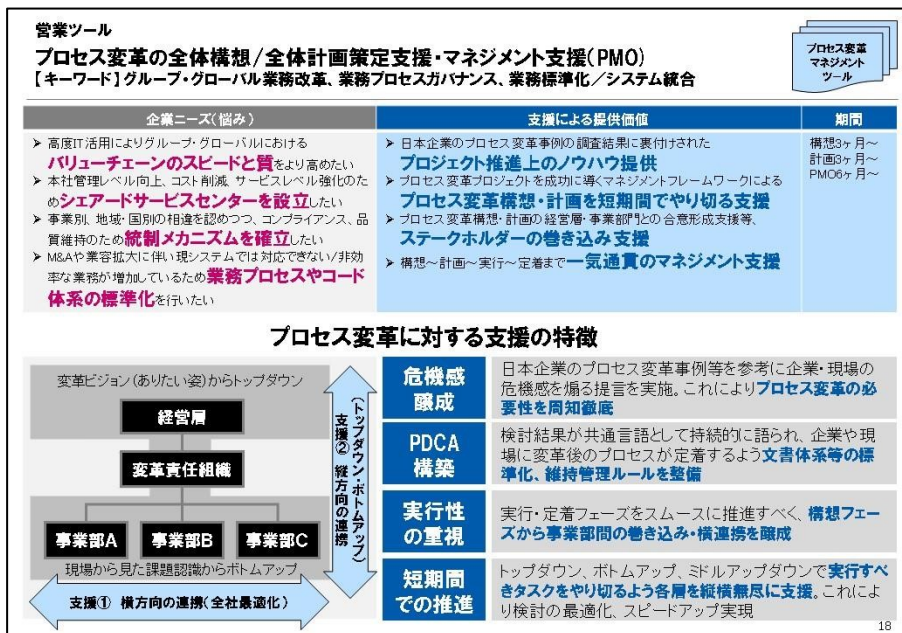 営業ツール
プロセス変革の全体構想/全体計画策定支援・マネジメント支援(PMO)
【キーワード】グループ・グローバル業務改革、業務プロセスガバナンス、業務標準化/システム統合
プロセス変革
マネジメント
ツール
企業ニーズ(悩み)
➢ 高度IT活用によりグループ・グローバルにおける
バリューチェーンのスピードと質をより高めたい
➢ 本社管理レベル向上、コスト削減、サービスレベル強化のた
めシェアードサービスセンターを設立したい
➢ 事業別、地域・国別の相違を認めつつ、コンプライアンス、品
質維持のため統制メカニズムを確立したい
➢ M&Aや業容拡大に伴い現システムでは対応できない/非効
率な業務が増加しているため業務プロセスやコード
体系の標準化を行いたい
支援による提供価値
➢ 日本企業のプロセス変革事例の調査結果に裏付された
プロジェクト推進上のノウハウ提供
➢ プロセス変革プロジェクトを成功に導くマネジメントフレームワークによる
プロセス変革構想・計画を短期間でやり切る支援
➢ プロセス変革構想・計画の経営層・事業部門との合意形成支援等、
ステークホルダーの巻き込み支援
➢ 構想~計画~実行~定着まで一気通貫のマネジメント支援
期間
構想3ヶ月~
計画3ヶ月~
PMO6ヶ月~
プロセス変革に対する支援の特徴
変革ビジョン(ありたい姿)からトップダウン
経営層
変革責任組織
事業部A
事業部B
事業部C
現場から見た課題認識からボトムアップ
支援① 横方向の連携(全社最適化)
支援② 縦方向の連携
(トップダウン・ボトムアップ)
危機感
醸成
日本企業のプロセス変革事例等を参考に企業・現場の
危機感を煽る提言を実施。これによりプロセス変革の必
要性を周知徹底
PDCA
構築
検討結果が共通言語として持続的に語られ、企業や現
場に変革後のプロセスが定着するよう文書体系等の標
準化、維持管理ルールを整備
実行性
の重視
実行・定着フェーズをスムースに推進すべく、構想フェー
ズから事業部間の巻き込み・横連携を醸成
短期間
での推進
トップダウン、ボトムアップ、ミドルアップダウンで実行すべ
きタスクをやり切るよう各層を縦横無尽に支援。これによ
り検討の最適化、スピードアップ実現
18